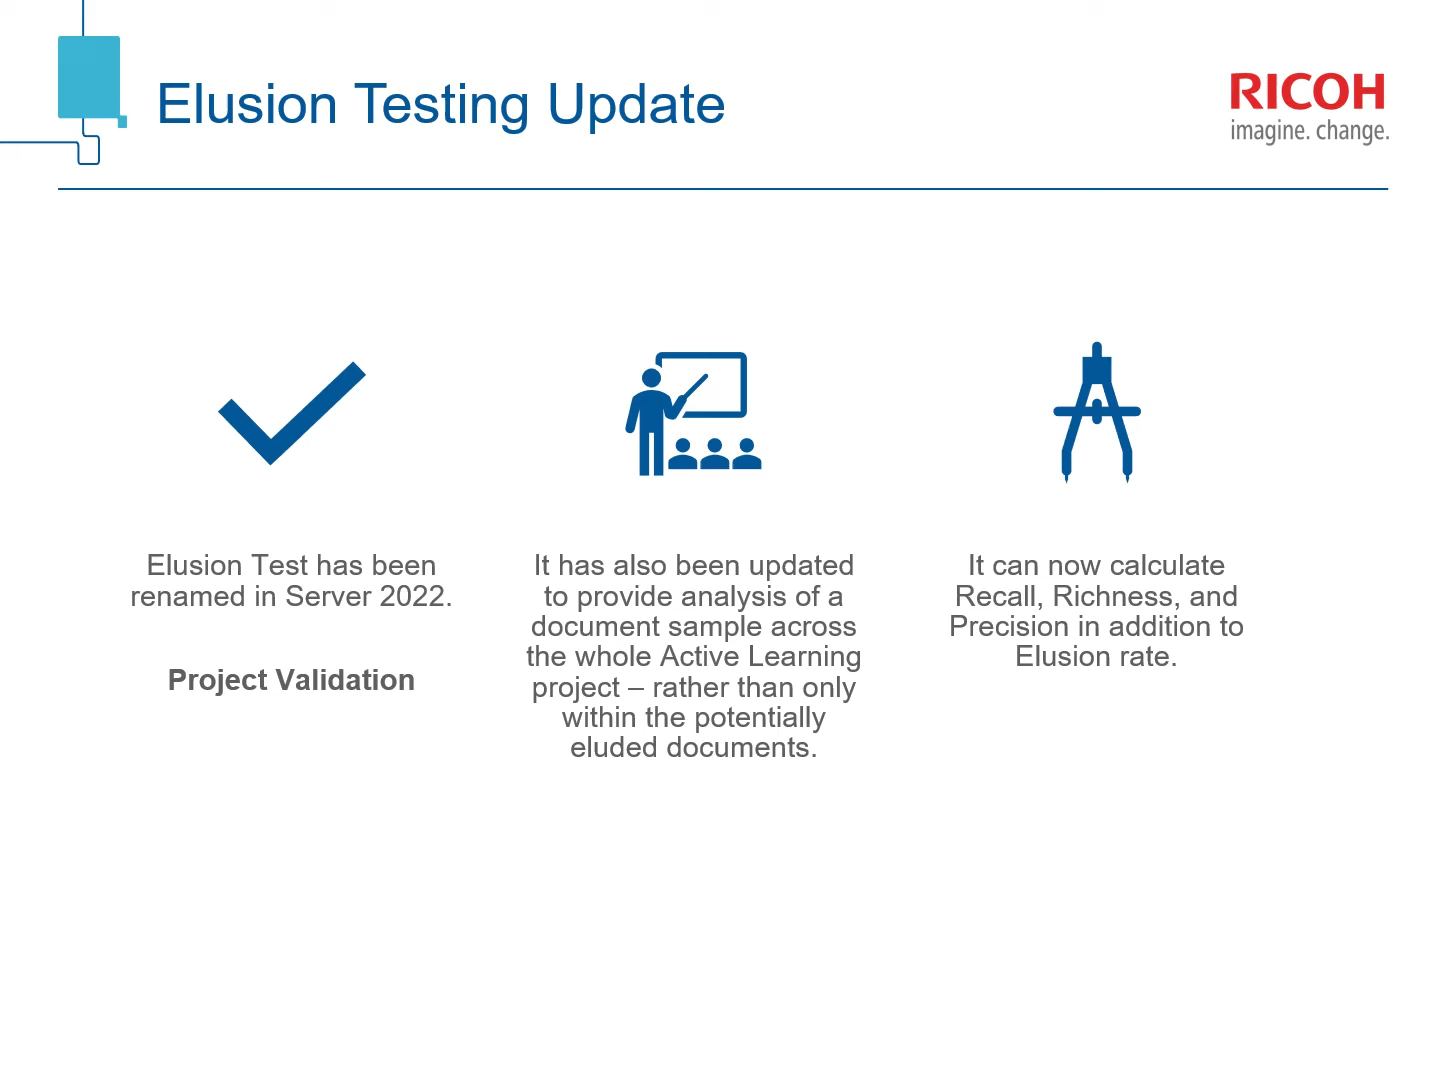 Elusion Testing Update
RICOH
imagine. change.
Elusion Test has been
renamed in Server 2022.
Project Validation
It has also been updated
to provide analysis of a
document sample across
the whole Active Learning
project – rather than only
within the potentially
eluded documents.
It can now calculate
Recall, Richness, and
Precision in addition to
Elusion rate.